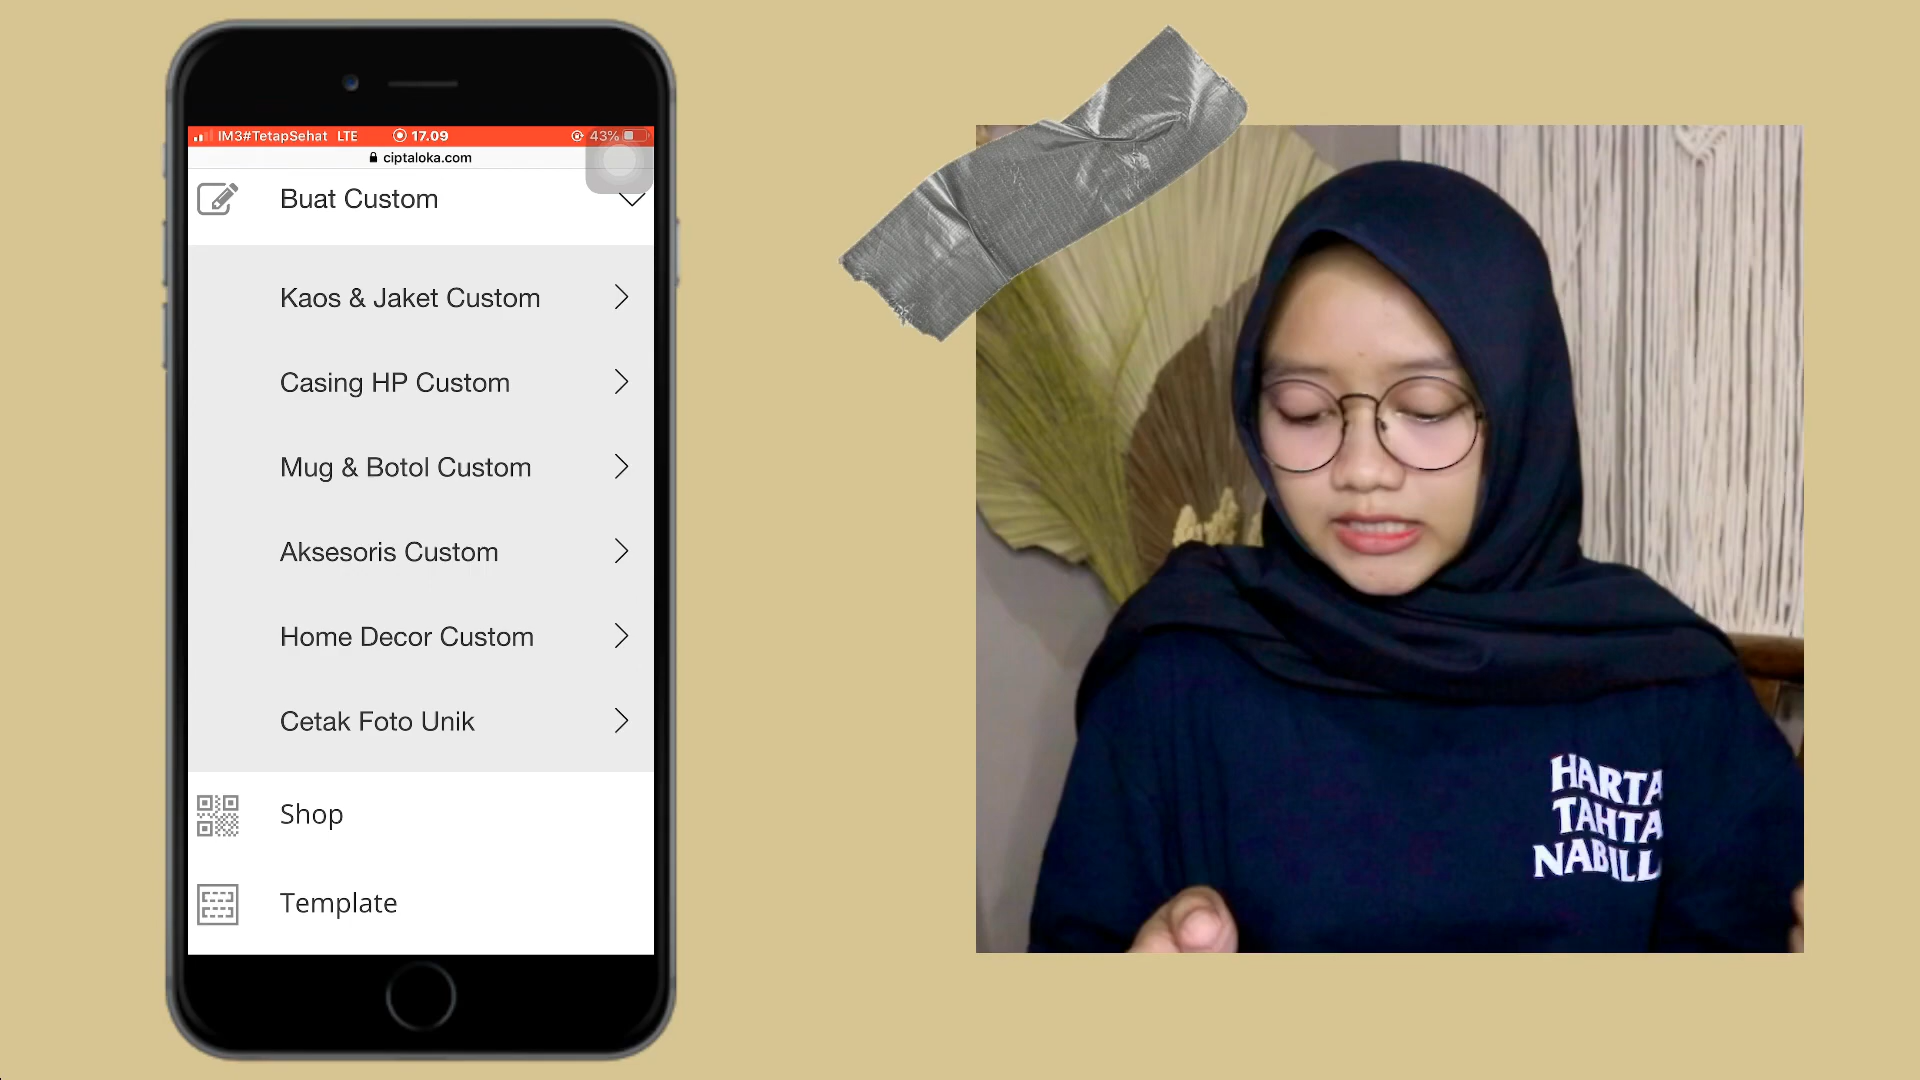 IM3#TetapSehat LTE 17.09 43%
ciptaloka.com
Buat Custom
Kaos & Jaket Custom
Casing HP Custom
Mug & Botol Custom
Aksesoris Custom
Home Decor Custom
Cetak Foto Unik
Shop
Template
HARTA
TAHTA
NABILL